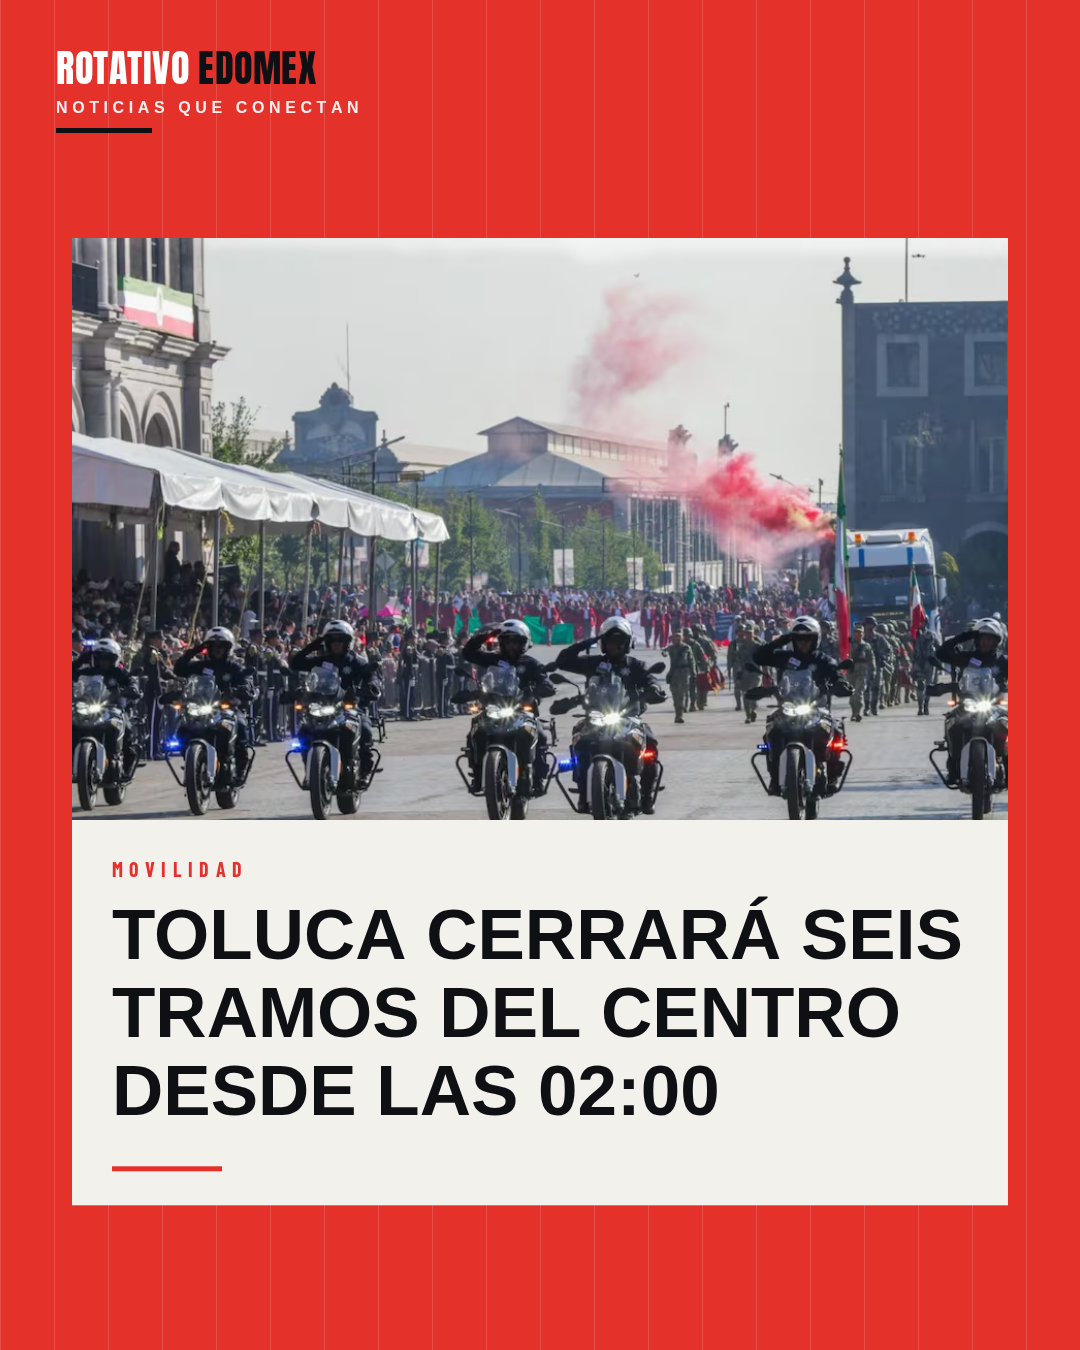 ROTATIVO EDOMEX
NOTICIAS QUE CONECTAN
MOVILIDAD
TOLUCA CERRARÁ SEIS
TRAMOS DEL CENTRO
DESDE LAS 02:00